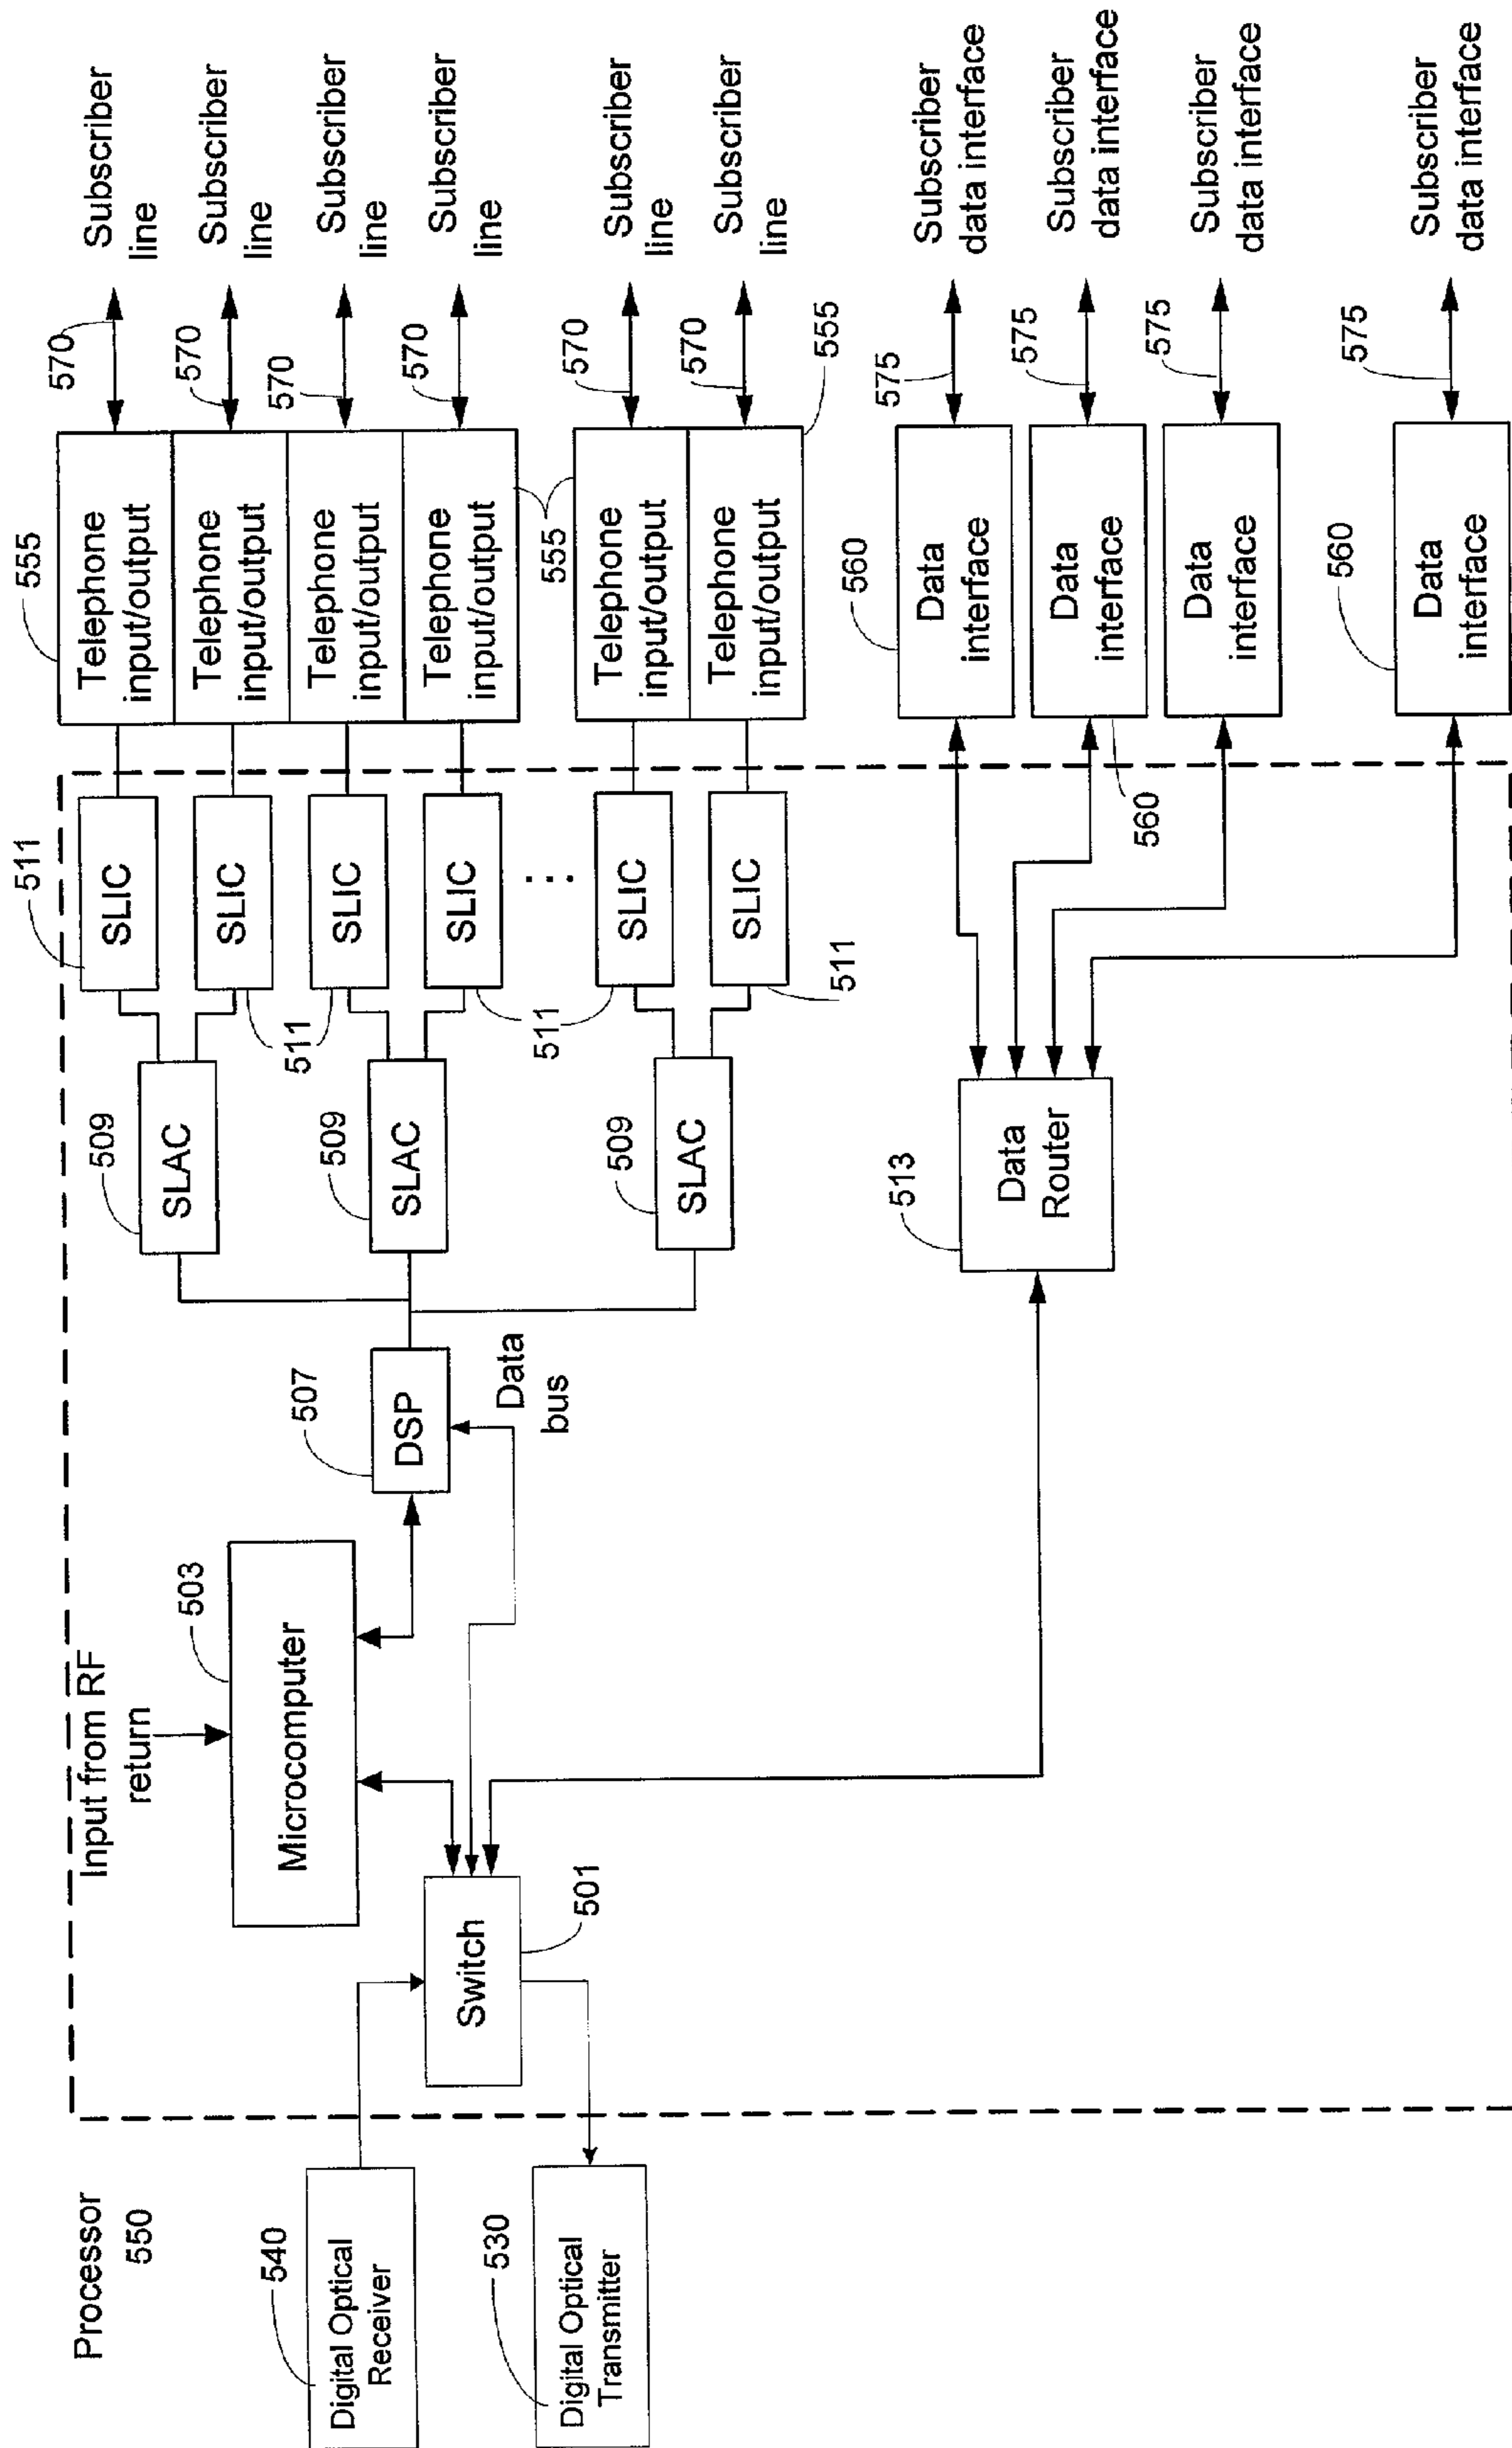 Processor
550
540
Digital Optical
Receiver
530
Digital Optical
Transmitter
Input from RF
return
503
Microcomputer
Switch
501
507
DSP
Data
bus
509
SLAC
509
SLAC
509
SLAC
513
Data
Router
511
SLIC
SLIC
511
SLIC
SLIC
511
SLIC
SLIC
511
555
Telephone
input/output
Telephone
input/output
Telephone
input/output
Telephone
input/output
555
Telephone
input/output
Telephone
input/output
555
560
Data
interface
Data
interface
560
Data
interface
560
Data
interface
570
Subscriber
line
570
Subscriber
line
570
Subscriber
line
570
Subscriber
line
570
Subscriber
line
570
Subscriber
line
575
Subscriber
data interface
575
Subscriber
data interface
575
Subscriber
data interface
575
Subscriber
data interface